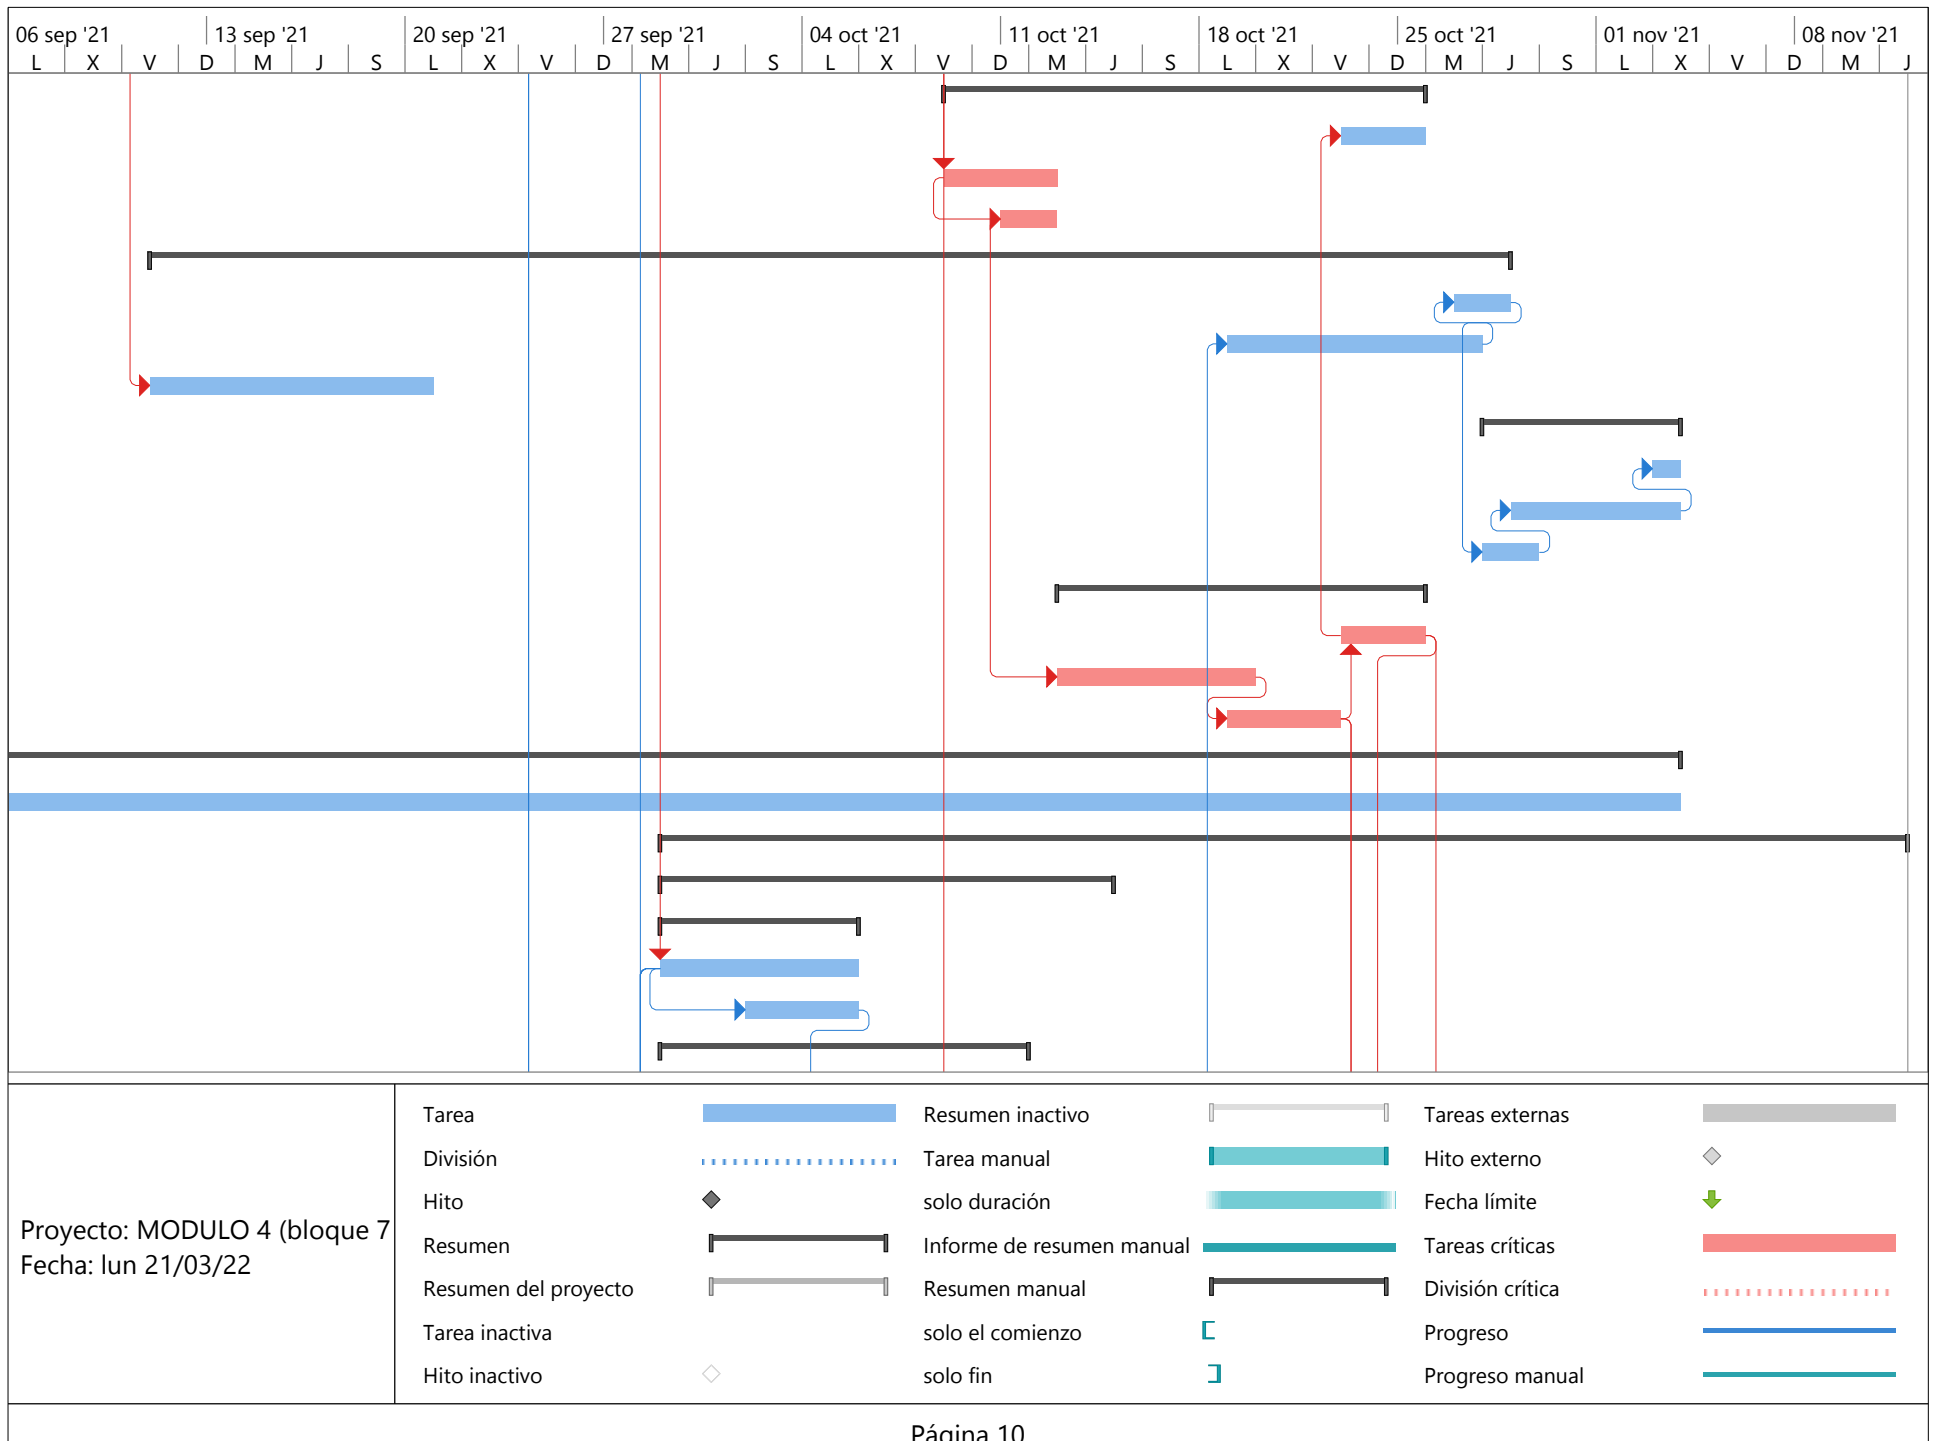 06 sep '21 13 sep '21 20 sep '21 27 sep '21 04 oct '21 11 oct '21 18 oct '21 25 oct '21 01 nov '21 08 nov '21
L X V D M J S L X V D M J S L X V D M J S L X V D M J S L X V D M J
Proyecto: MODULO 4 (bloque 7
Fecha: lun 21/03/22
Tarea
División
Hito
Resumen
Resumen del proyecto
Tarea inactiva
Hito inactivo
Resumen inactivo
Tarea manual
solo duración
Informe de resumen manual
Resumen manual
solo el comienzo
solo fin
Tareas externas
Hito externo
Fecha límite
Tareas críticas
División crítica
Progreso
Progreso manual
Página 10